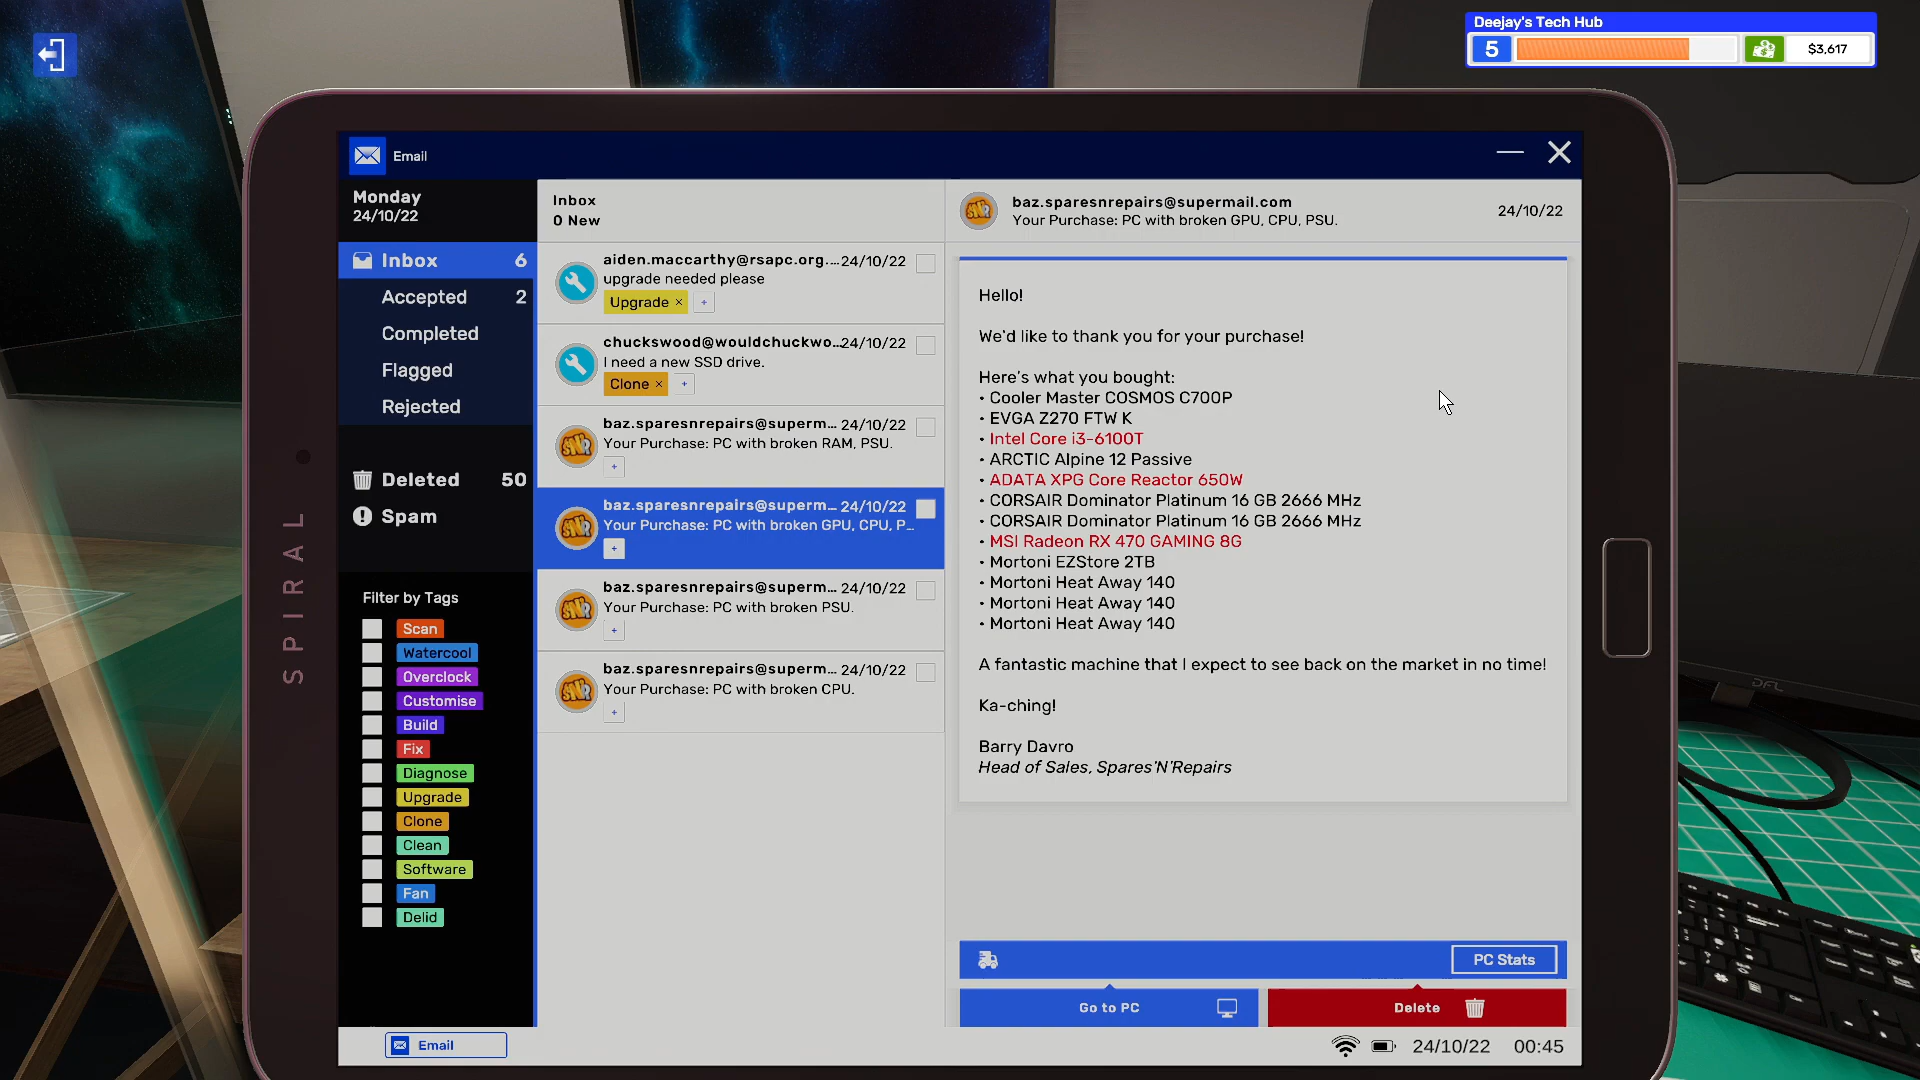 Deejay's Tech Hub
5
$3,617
Email
Monday
24/10/22
Inbox 6
Accepted 2
Completed
Flagged
Rejected
Deleted 50
Spam
Filter by Tags
Scan
Watercool
Overclock
Customise
Build
Fix
Diagnose
Upgrade
Clone
Clean
Software
Fan
Delid
Inbox
0 New
aiden.maccarthy@rsapc.org.... 24/10/22
upgrade needed please
Upgrade × +
chuckswood@wouldchuckwo... 24/10/22
I need a new SSD drive.
Clone × +
baz.sparesnrepairs@superm... 24/10/22
Your Purchase: PC with broken RAM, PSU.
+
baz.sparesnrepairs@superm... 24/10/22
Your Purchase: PC with broken GPU, CPU, P...
+
baz.sparesnrepairs@superm... 24/10/22
Your Purchase: PC with broken PSU.
+
baz.sparesnrepairs@superm... 24/10/22
Your Purchase: PC with broken CPU.
+
baz.sparesnrepairs@supermail.com
Your Purchase: PC with broken GPU, CPU, PSU.
24/10/22
Hello!
We'd like to thank you for your purchase!
Here's what you bought:
• Cooler Master COSMOS C700P
• EVGA Z270 FTW K
• Intel Core i3-6100T
• ARCTIC Alpine 12 Passive
• ADATA XPG Core Reactor 650W
• CORSAIR Dominator Platinum 16 GB 2666 MHz
• CORSAIR Dominator Platinum 16 GB 2666 MHz
• MSI Radeon RX 470 GAMING 8G
• Mortoni EZStore 2TB
• Mortoni Heat Away 140
• Mortoni Heat Away 140
• Mortoni Heat Away 140
A fantastic machine that I expect to see back on the market in no time!
Ka-ching!
Barry Davro
Head of Sales, Spares'N'Repairs
PC Stats
Go to PC
Delete
Email
24/10/22 00:45
SPIRAL